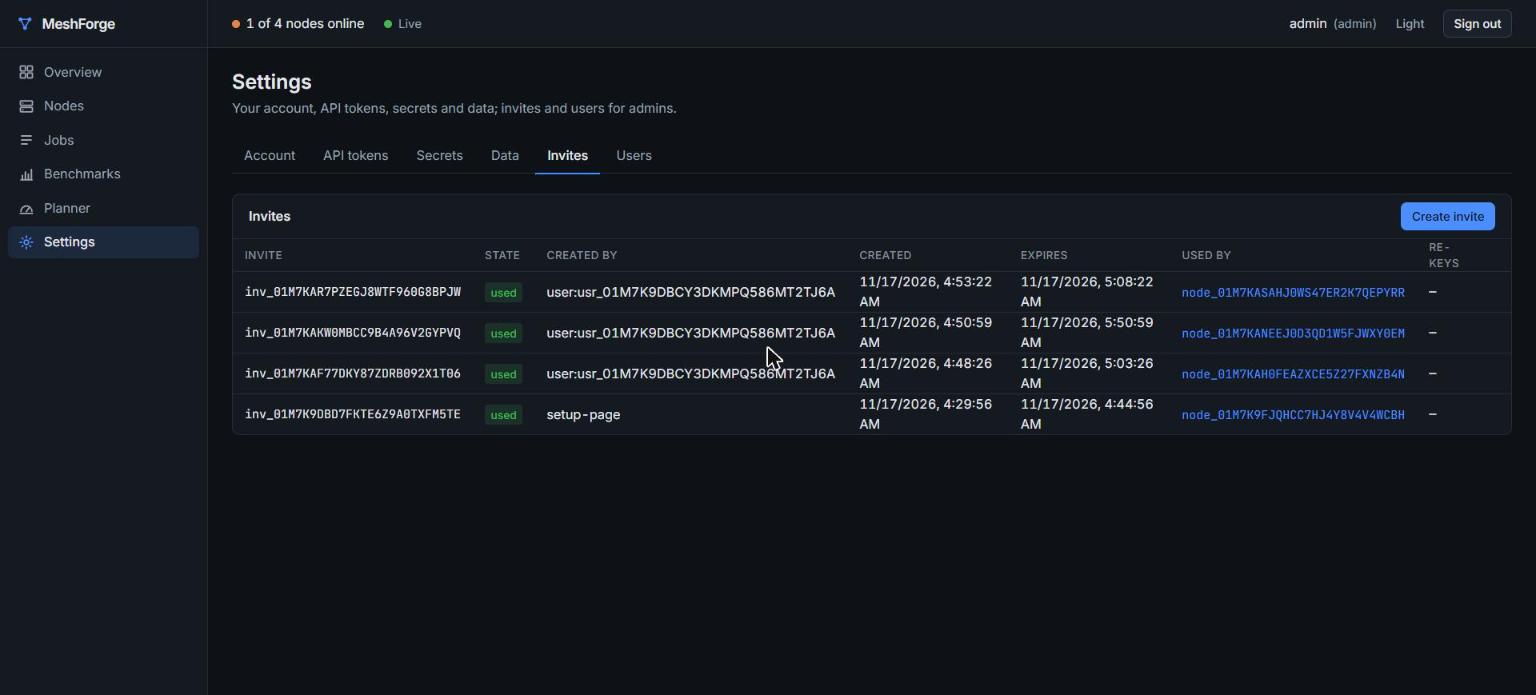 MeshForge
1 of 4 nodes online
Live
admin (admin)
Light
Sign out
Overview
Nodes
Jobs
Benchmarks
Planner
Settings
Settings
Your account, API tokens, secrets and data; invites and users for admins.
Account API tokens Secrets Data Invites Users
Invites
Create invite
INVITE STATE CREATED BY CREATED EXPIRES USED BY RE-
KEYS
inv_01M7KAR7PZEGJ8WTF960G8BPJW used user:usr_01M7K9DBCY3DKMPQ586MT2TJ6A 11/17/2026, 4:53:22 11/17/2026, 5:08:22 node_01M7KASAHJ0WS47ER2K7QEPYRR –
AM AM
inv_01M7KAKW0MBCC9B4A96V2GYPVQ used user:usr_01M7K9DBCY3DKMPQ586MT2TJ6A 11/17/2026, 4:50:59 11/17/2026, 5:50:59 node_01M7KANEEJ0D3QD1W5FJWXY0EM –
AM AM
inv_01M7KAF77DKY87ZDRB092X1T06 used user:usr_01M7K9DBCY3DKMPQ586MT2TJ6A 11/17/2026, 4:48:26 11/17/2026, 5:03:26 node_01M7KAH0FEAZXCE5Z27FXNZB4N –
AM AM
inv_01M7K9DBD7FKTE6Z9A0TXFM5TE used setup-page 11/17/2026, 4:29:56 11/17/2026, 4:44:56 node_01M7K9FJQHCC7HJ4Y8V4V4WCBH –
AM AM